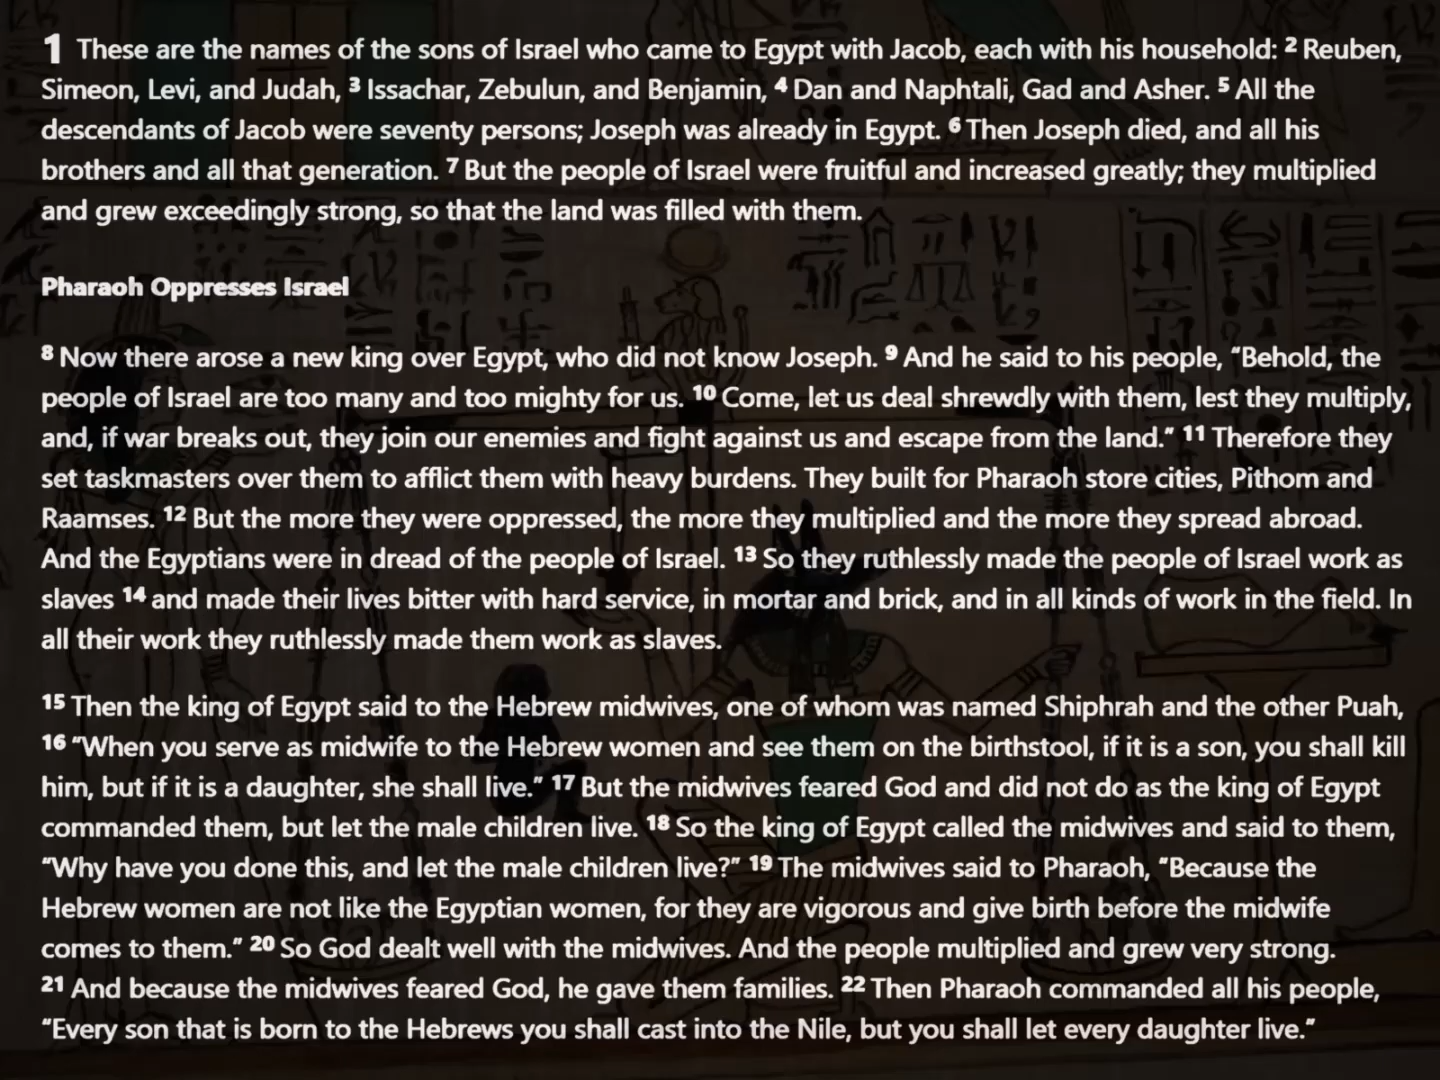 1 These are the names of the sons of Israel who came to Egypt with Jacob, each with his household: 2 Reuben,
Simeon, Levi, and Judah, 3 Issachar, Zebulun, and Benjamin, 4 Dan and Naphtali, Gad and Asher. 5 All the
descendants of Jacob were seventy persons; Joseph was already in Egypt. 6 Then Joseph died, and all his
brothers and all that generation. 7 But the people of Israel were fruitful and increased greatly; they multiplied
and grew exceedingly strong, so that the land was filled with them.
Pharaoh Oppresses Israel
8 Now there arose a new king over Egypt, who did not know Joseph. 9 And he said to his people, “Behold, the
people of Israel are too many and too mighty for us. 10 Come, let us deal shrewdly with them, lest they multiply,
and, if war breaks out, they join our enemies and fight against us and escape from the land.” 11 Therefore they
set taskmasters over them to afflict them with heavy burdens. They built for Pharaoh store cities, Pithom and
Raamses. 12 But the more they were oppressed, the more they multiplied and the more they spread abroad.
And the Egyptians were in dread of the people of Israel. 13 So they ruthlessly made the people of Israel work as
slaves 14 and made their lives bitter with hard service, in mortar and brick, and in all kinds of work in the field. In
all their work they ruthlessly made them work as slaves.
15 Then the king of Egypt said to the Hebrew midwives, one of whom was named Shiphrah and the other Puah,
16 “When you serve as midwife to the Hebrew women and see them on the birthstool, if it is a son, you shall kill
him, but if it is a daughter, she shall live.” 17 But the midwives feared God and did not do as the king of Egypt
commanded them, but let the male children live. 18 So the king of Egypt called the midwives and said to them,
“Why have you done this, and let the male children live?” 19 The midwives said to Pharaoh, “Because the
Hebrew women are not like the Egyptian women, for they are vigorous and give birth before the midwife
comes to them.” 20 So God dealt well with the midwives. And the people multiplied and grew very strong.
21 And because the midwives feared God, he gave them families. 22 Then Pharaoh commanded all his people,
“Every son that is born to the Hebrews you shall cast into the Nile, but you shall let every daughter live.”